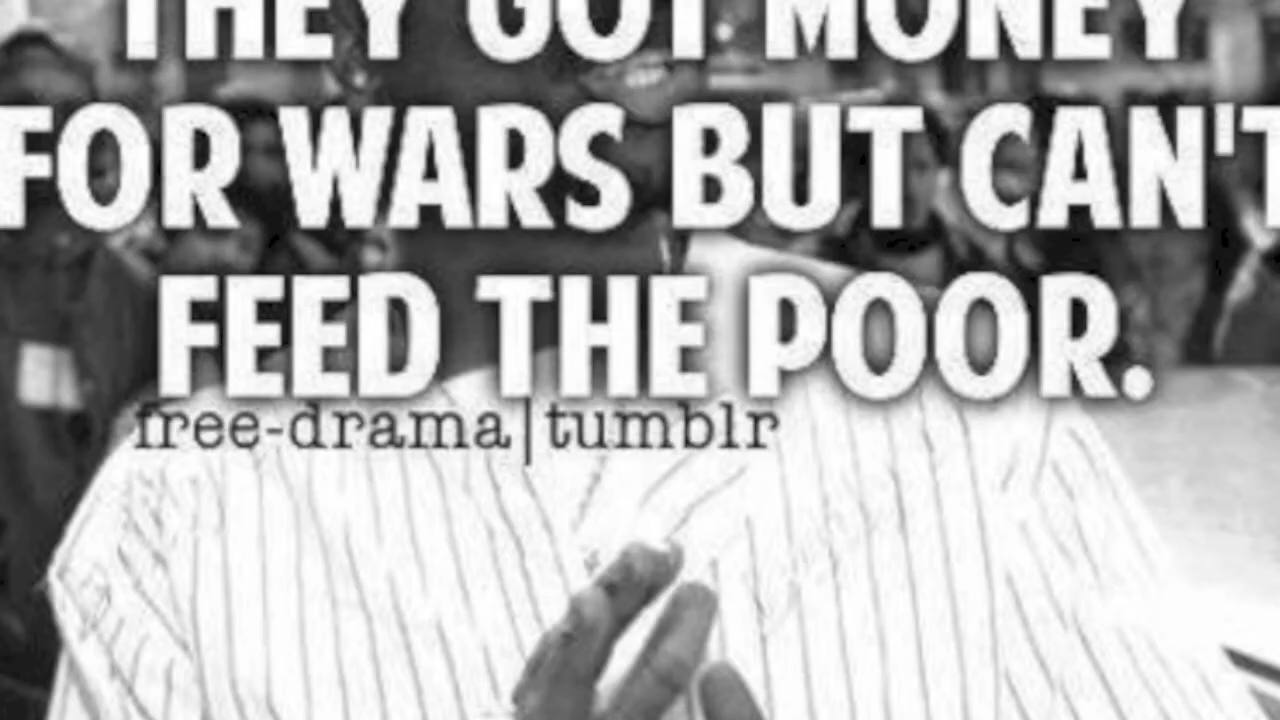 THEY GOT MONEY
FOR WARS BUT CAN'T
FEED THE POOR.
free-drama|tumblr